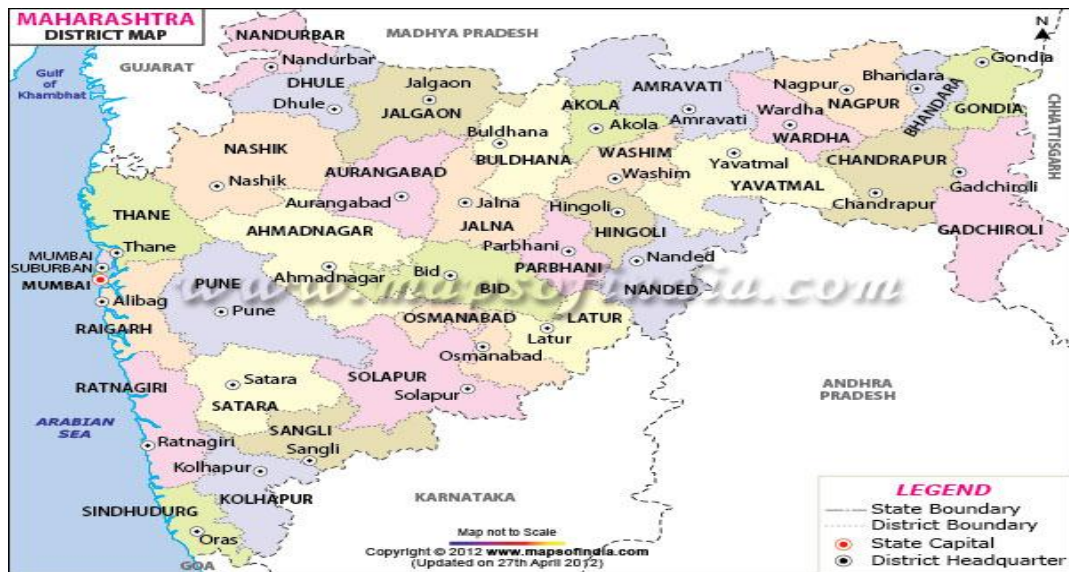 MAHARASHTRA
DISTRICT MAP
N
MADHYA PRADESH
GUJARAT
Gulf
of
Khambhat
NANDURBAR
Nandurbar
DHULE
Dhule
Jalgaon
JALGAON
Buldhana
BULDHANA
AKOLA
Akola
AMRAVATI
Amravati
Nagpur
NAGPUR
Wardha
WARDHA
Bhandara
BHANDARA
Gondia
GONDIA
CHHATTISGARH
NASHIK
Nashik
AURANGABAD
Aurangabad
Jalna
JALNA
WASHIM
Washim
Yavatmal
YAVATMAL
CHANDRAPUR
Chandrapur
Gadchiroli
GADCHIROLI
Hingoli
HINGOLI
Parbhani
PARBHANI
Nanded
NANDED
THANE
Thane
MUMBAI
SUBURBAN
MUMBAI
Alibag
RAIGARH
AHMADNAGAR
Ahmadnagar
PUNE
Pune
Bid
BID
www.mapsofindia.com
OSMANABAD
Osmanabad
LATUR
Latur
RATNAGIRI
Ratnagiri
Satara
SATARA
SOLAPUR
Solapur
ANDHRA
PRADESH
ARABIAN
SEA
SANGLI
Sangli
Kolhapur
KOLHAPUR
SINDHUDURG
Oras
GOA
KARNATAKA
Map not to Scale
Copyright © 2012 www.mapsofindia.com
(Updated on 27th April 2012)
LEGEND
State Boundary
District Boundary
State Capital
District Headquarter